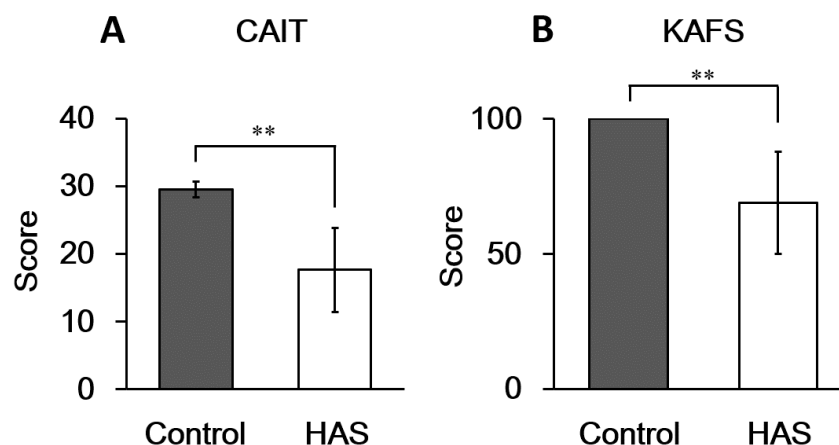 A CAIT
**
40
30
20
10
0
Score
Control HAS
B KAFS
**
100
50
0
Score
Control HAS